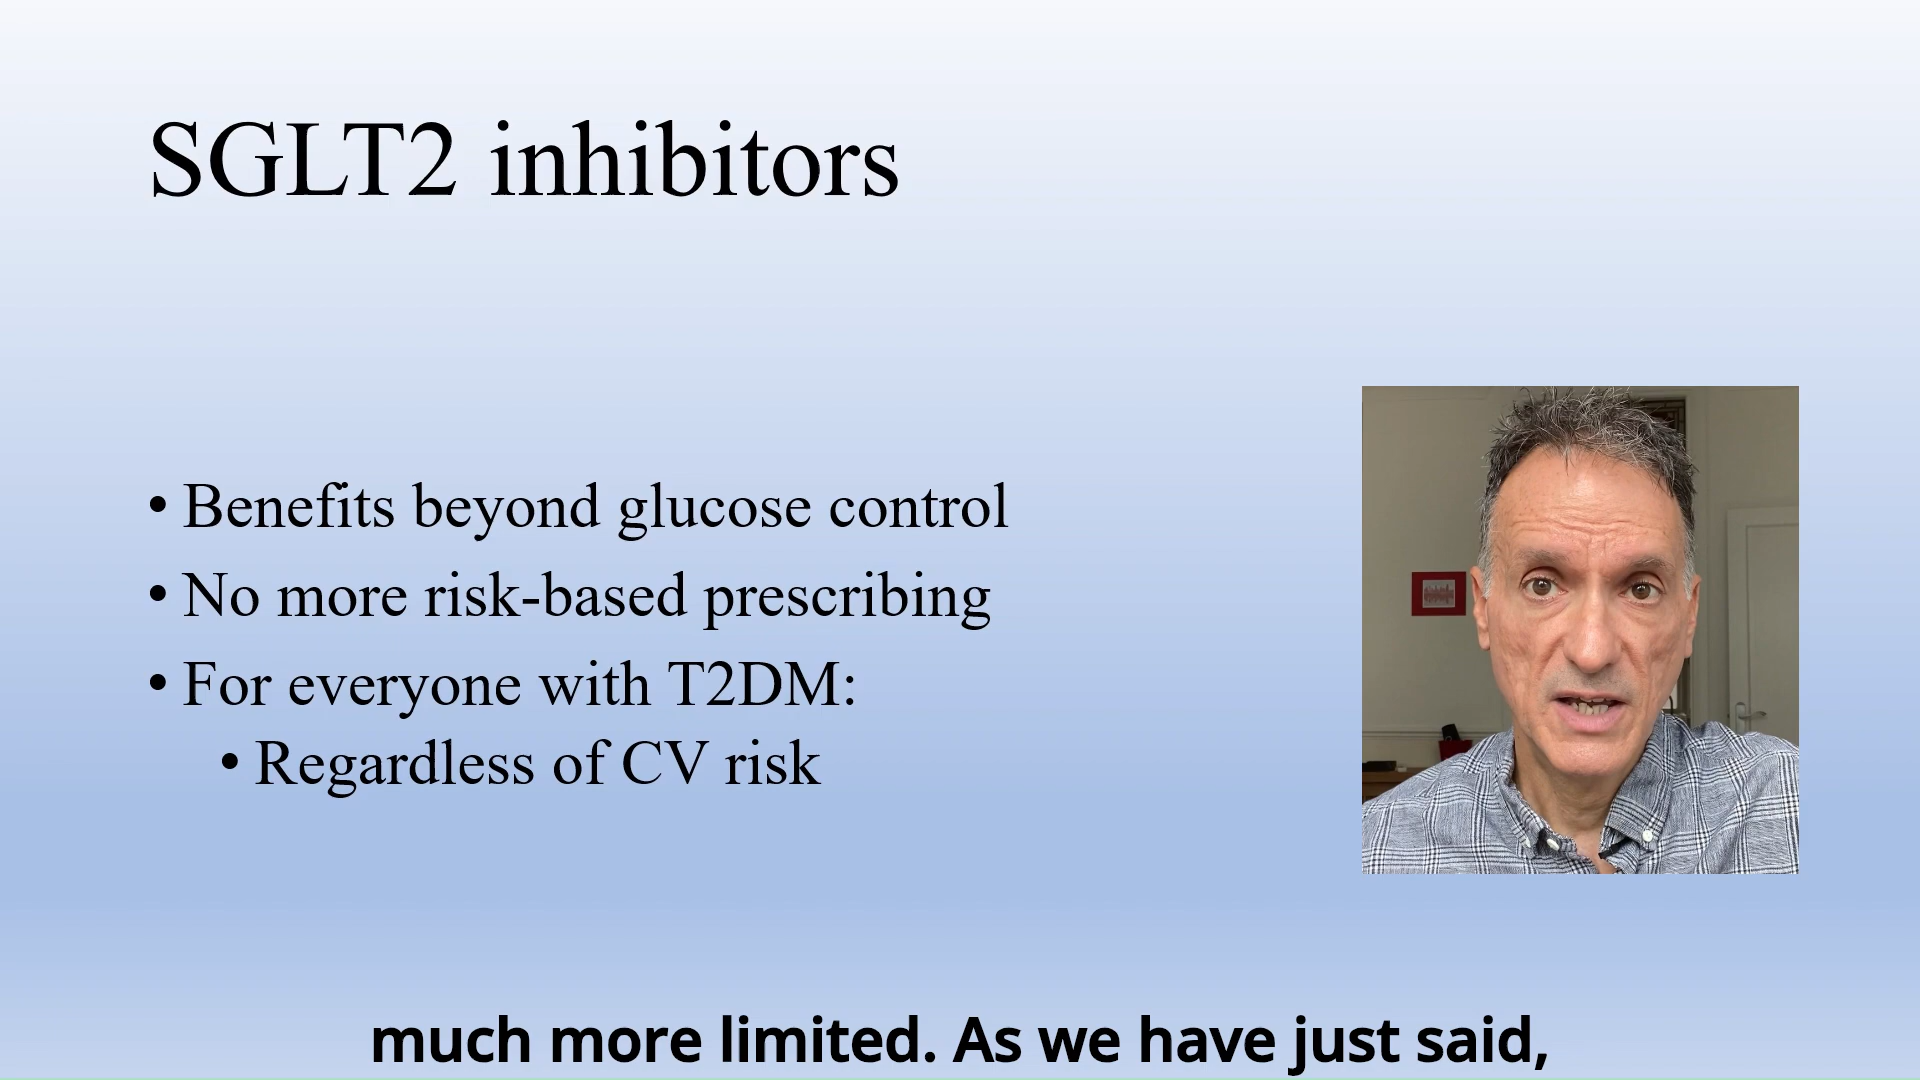 SGLT2 inhibitors
• Benefits beyond glucose control
• No more risk-based prescribing
• For everyone with T2DM:
• Regardless of CV risk
much more limited. As we have just said,